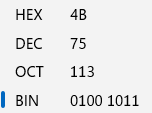 HEX 4B
DEC 75
OCT 113
BIN 0100 1011